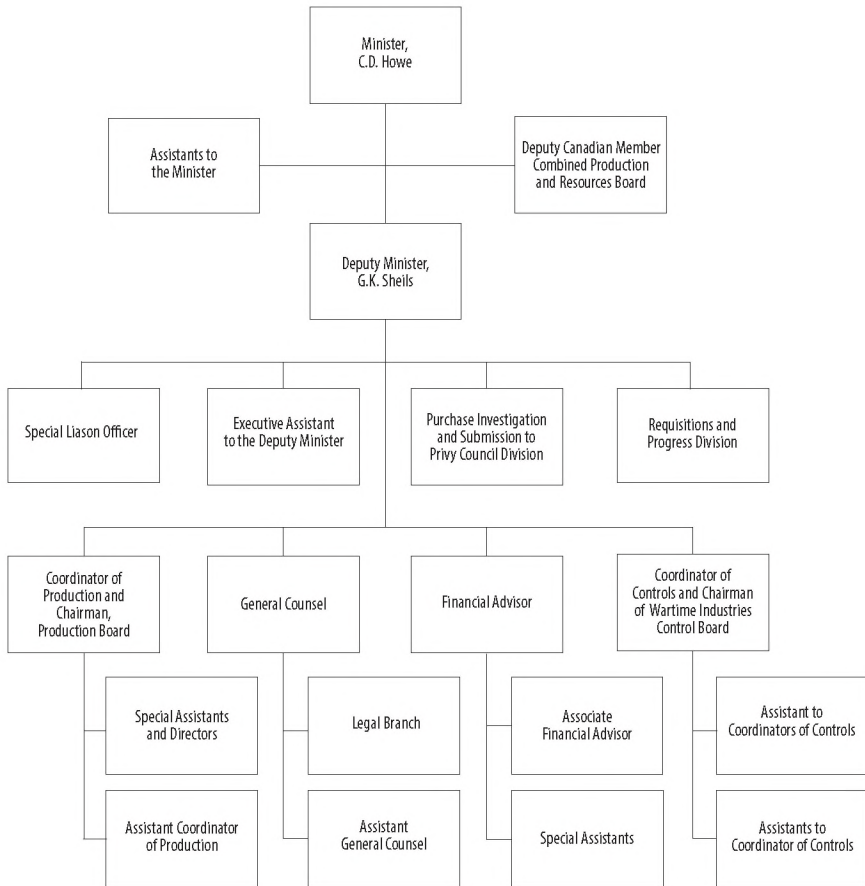 Minister,
C.D. Howe
Assistants to
the Minister
Deputy Canadian Member
Combined Production
and Resources Board
Deputy Minister,
G.K. Sheils
Special Liason Officer
Executive Assistant
to the Deputy Minister
Purchase Investigation
and Submission to
Privy Council Division
Requisitions and
Progress Division
Coordinator of
Production and
Chairman,
Production Board
General Counsel
Financial Advisor
Coordinator of
Controls and Chairman
of Wartime Industries
Control Board
Special Assistants
and Directors
Legal Branch
Associate
Financial Advisor
Assistant to
Coordinators of Controls
Assistant Coordinator
of Production
Assistant
General Counsel
Special Assistants
Assistants to
Coordinator of Controls